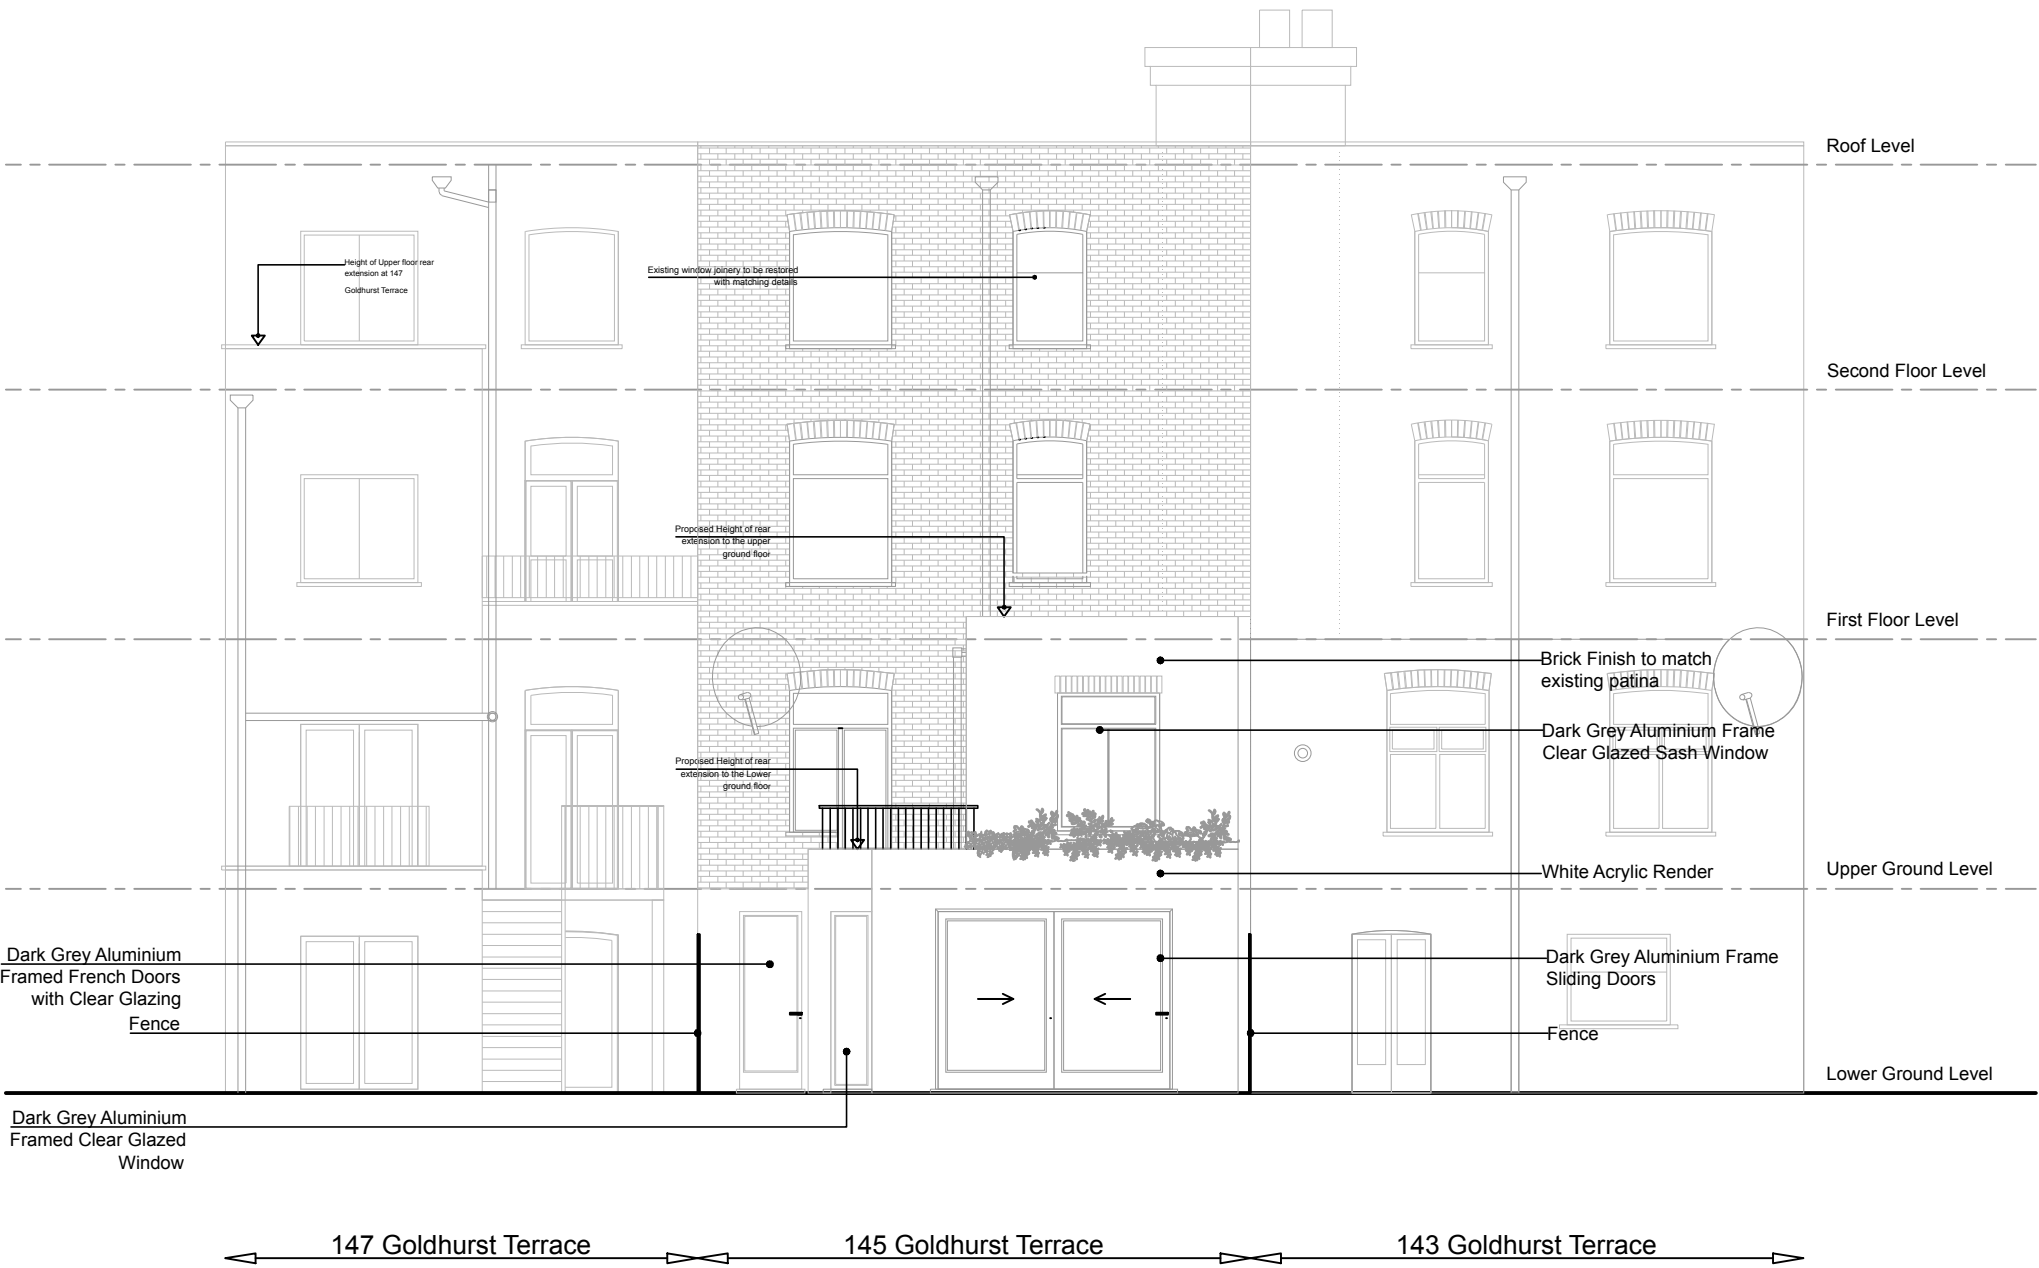 Roof Level
Height of Upper floor rear
extension at 147
Goldhurst Terrace
Existing window joinery to be restored
with matching details
Second Floor Level
Proposed Height of rear
extension to the upper
ground floor
First Floor Level
Brick Finish to match
existing patina
Dark Grey Aluminium Frame
Clear Glazed Sash Window
Proposed Height of rear
extension to the Lower
ground floor
White Acrylic Render
Upper Ground Level
Dark Grey Aluminium
Framed French Doors
with Clear Glazing
Fence
Dark Grey Aluminium Frame
Sliding Doors
Fence
Lower Ground Level
Dark Grey Aluminium
Framed Clear Glazed
Window
147 Goldhurst Terrace
145 Goldhurst Terrace
143 Goldhurst Terrace